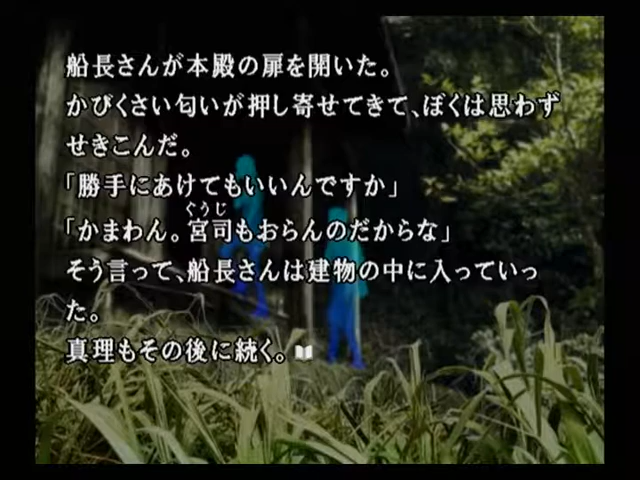 船長さんが本殿の扉を開いた。
かびくさい匂いが押し寄せてきて、ぼくは思わず
せきこんだ。
「勝手にあけてもいいんですか」
ぐうじ
「かまわん。宮司もおらんのだからな」
そう言って、船長さんは建物の中に入っていっ
た。
真理もその後に続く。